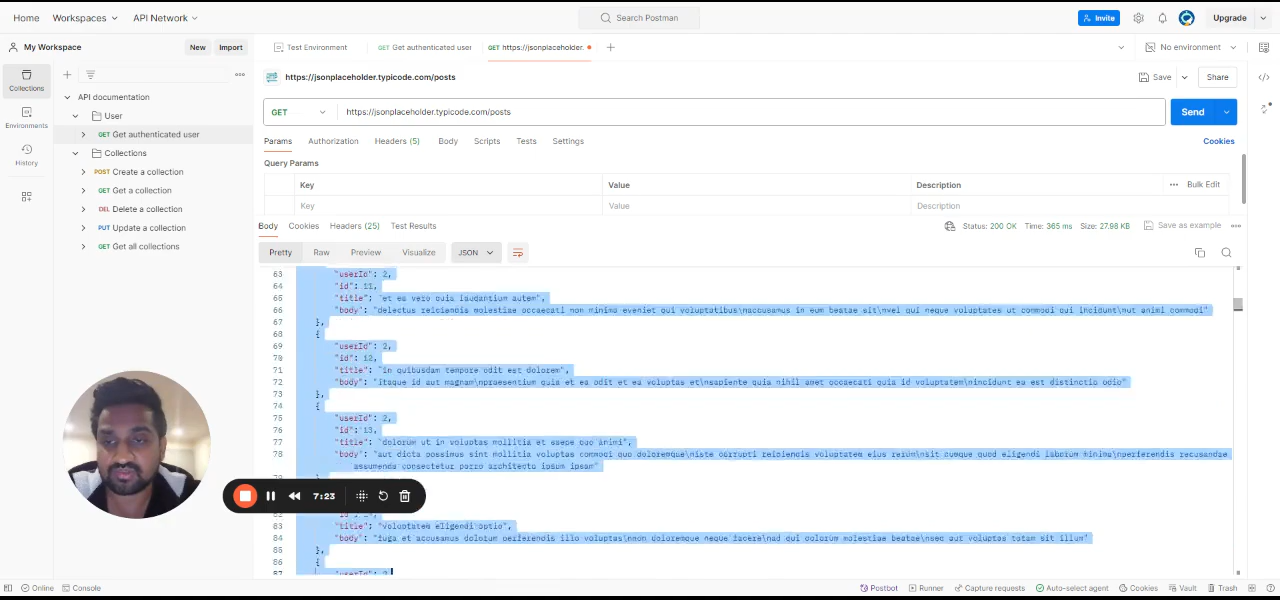 Home Workspaces API Network Search Postman Invite Upgrade
My Workspace New Import Test Environment GET Get authenticated user GET https://jsonplaceholder. No environment
Collections
Environments
History
API documentation
User
GET Get authenticated user
Collections
POST Create a collection
GET Get a collection
DEL Delete a collection
PUT Update a collection
GET Get all collections
https://jsonplaceholder.typicode.com/posts Save Share
GET https://jsonplaceholder.typicode.com/posts Send
Params Authorization Headers (5) Body Scripts Tests Settings Cookies
Query Params
Key Value Description Bulk Edit
Key Value Description
Body Cookies Headers (25) Test Results Status: 200 OK Time: 365 ms Size: 27.98 KB Save as example
Pretty Raw Preview Visualize JSON
63 "userId": 2,
64 "id": 11,
65 "title": "et ea vero quia laudantium autem",
66 "body": "delectus reiciendis molestiae occaecati non minima eveniet qui voluptatibus\naccusamus in eum beatae sit\nvel qui neque voluptates ut commodi qui incidunt\nut animi commodi"
67 },
68 {
69 "userId": 2,
70 "id": 12,
71 "title": "in quibusdam tempore odit est dolorem",
72 "body": "itaque id aut magnam\npraesentium quia et ea odit et ea voluptas et\nsapiente quia nihil amet occaecati quia id voluptatem\nincidunt ea est distinctio odio"
73 },
74 {
75 "userId": 2,
76 "id": 13,
77 "title": "dolorum ut in voluptas mollitia et saepe quo animi",
78 "body": "aut dicta possimus sint mollitia voluptas commodi quo doloremque\niste corrupti reiciendis voluptatem eius rerum\nsit cumque quod eligendi laborum minima\nperferendis recusandae
assumenda consectetur porro architecto ipsum ipsam"
7:23
83 "title": "voluptatem eligendi optio",
84 "body": "fuga et accusamus dolorum perferendis illo voluptas\nnon doloremque neque facere\nad qui dolorum molestiae beatae\nsed aut voluptas totam sit illum"
85 },
86 {
87 "userId": 2
Online Console Postbot Runner Capture requests Auto-select agent Cookies Vault Trash